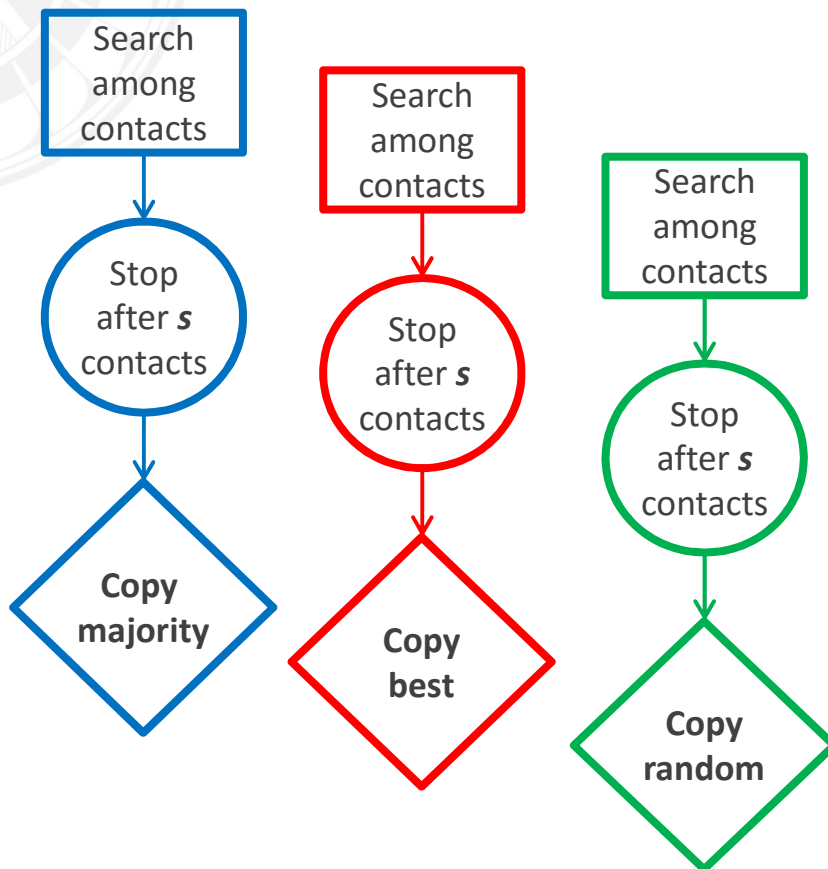 Search
among
contacts
Stop
after s
contacts
Copy
majority
Search
among
contacts
Stop
after s
contacts
Copy
best
Search
among
contacts
Stop
after s
contacts
Copy
random